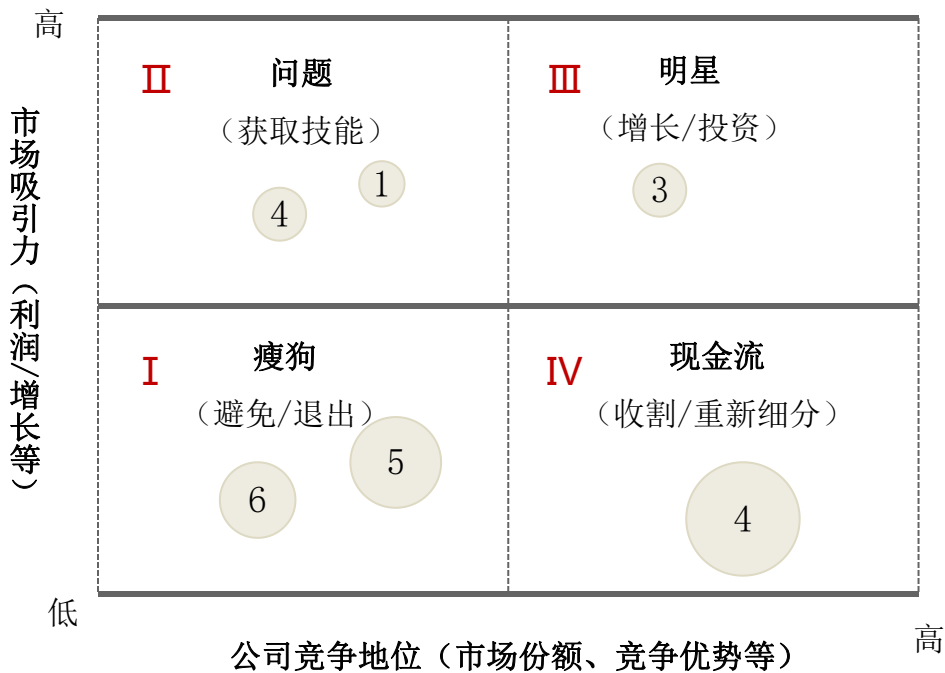 高
市场吸引力（利润/增长等）
Ⅱ
问题
（获取技能）
4
1
Ⅲ
明星
（增长/投资）
3
Ⅰ
瘦狗
（避免/退出）
6
5
Ⅳ
现金流
（收割/重新细分）
4
低
公司竞争地位（市场份额、竞争优势等）
高